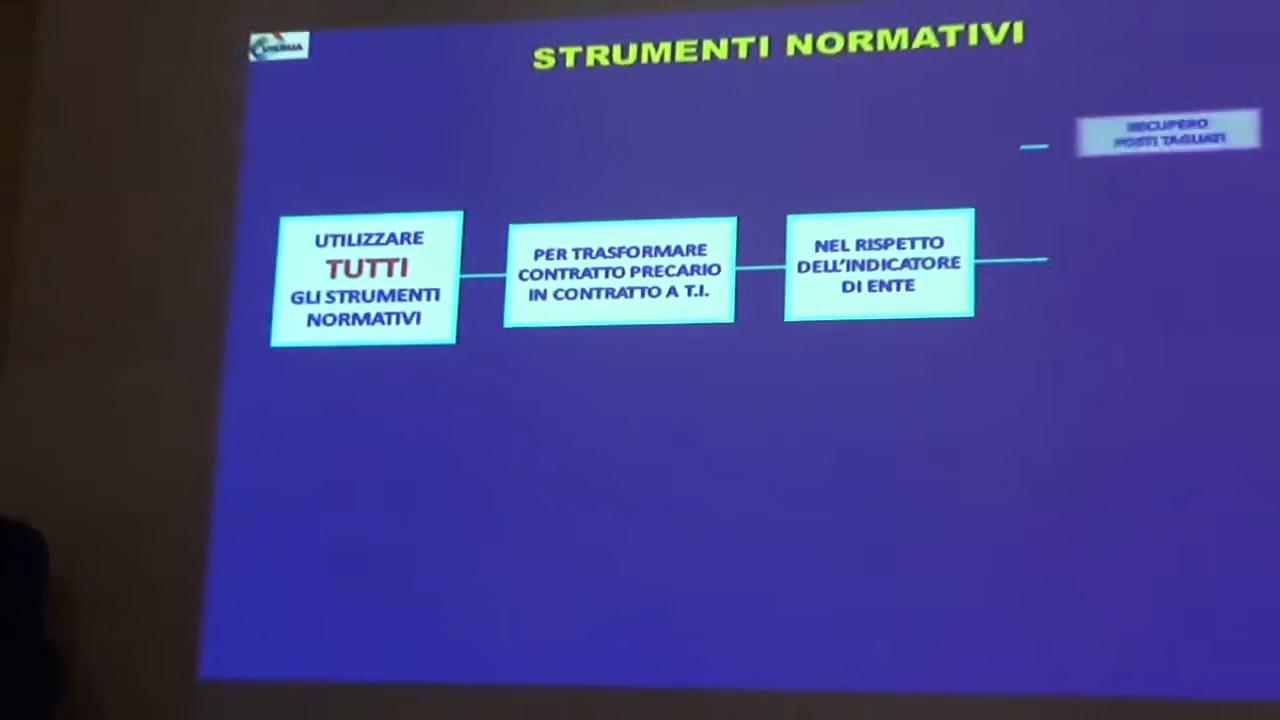 STRUMENTI NORMATIVI
RECUPERO
POSTI TAGLIATI
UTILIZZARE
TUTTI
GLI STRUMENTI
NORMATIVI
PER TRASFORMARE
CONTRATTO PRECARIO
IN CONTRATTO A T.I.
NEL RISPETTO
DELL'INDICATORE
DI ENTE